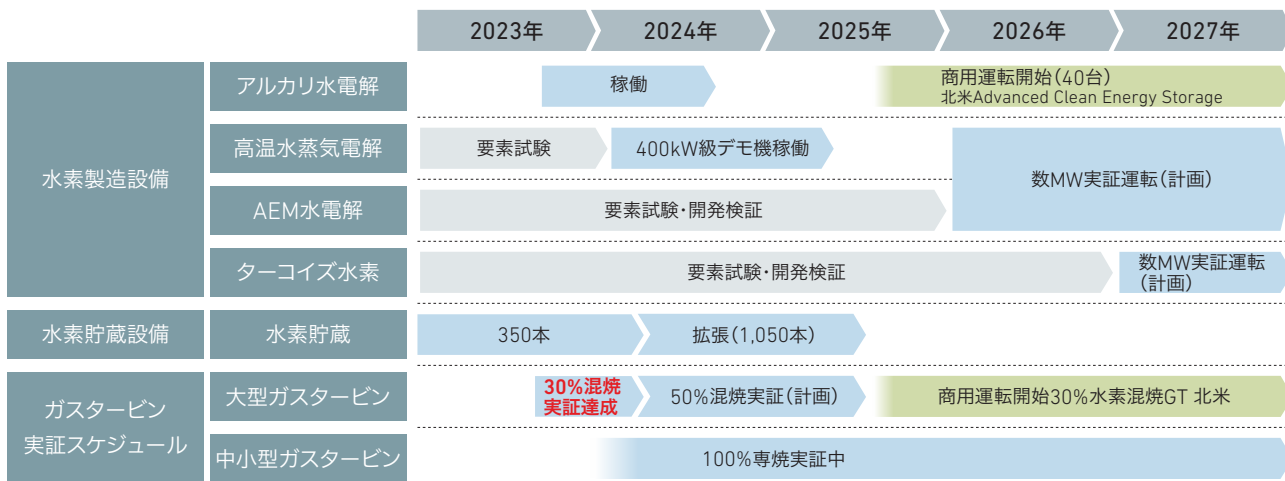 2023年
2024年
2025年
2026年
2027年
水素製造設備
アルカリ水電解
稼働
商用運転開始(40台)
北米Advanced Clean Energy Storage
高温水蒸気電解
要素試験
400kW級デモ機稼働
数MW実証運転(計画)
AEM水電解
要素試験・開発検証
ターコイズ水素
要素試験・開発検証
数MW実証運転
(計画)
水素貯蔵設備
水素貯蔵
350本
拡張(1,050本)
ガスタービン
実証スケジュール
大型ガスタービン
30%混焼
実証達成
50%混焼実証(計画)
商用運転開始30%水素混焼GT 北米
中小型ガスタービン
100%専焼実証中